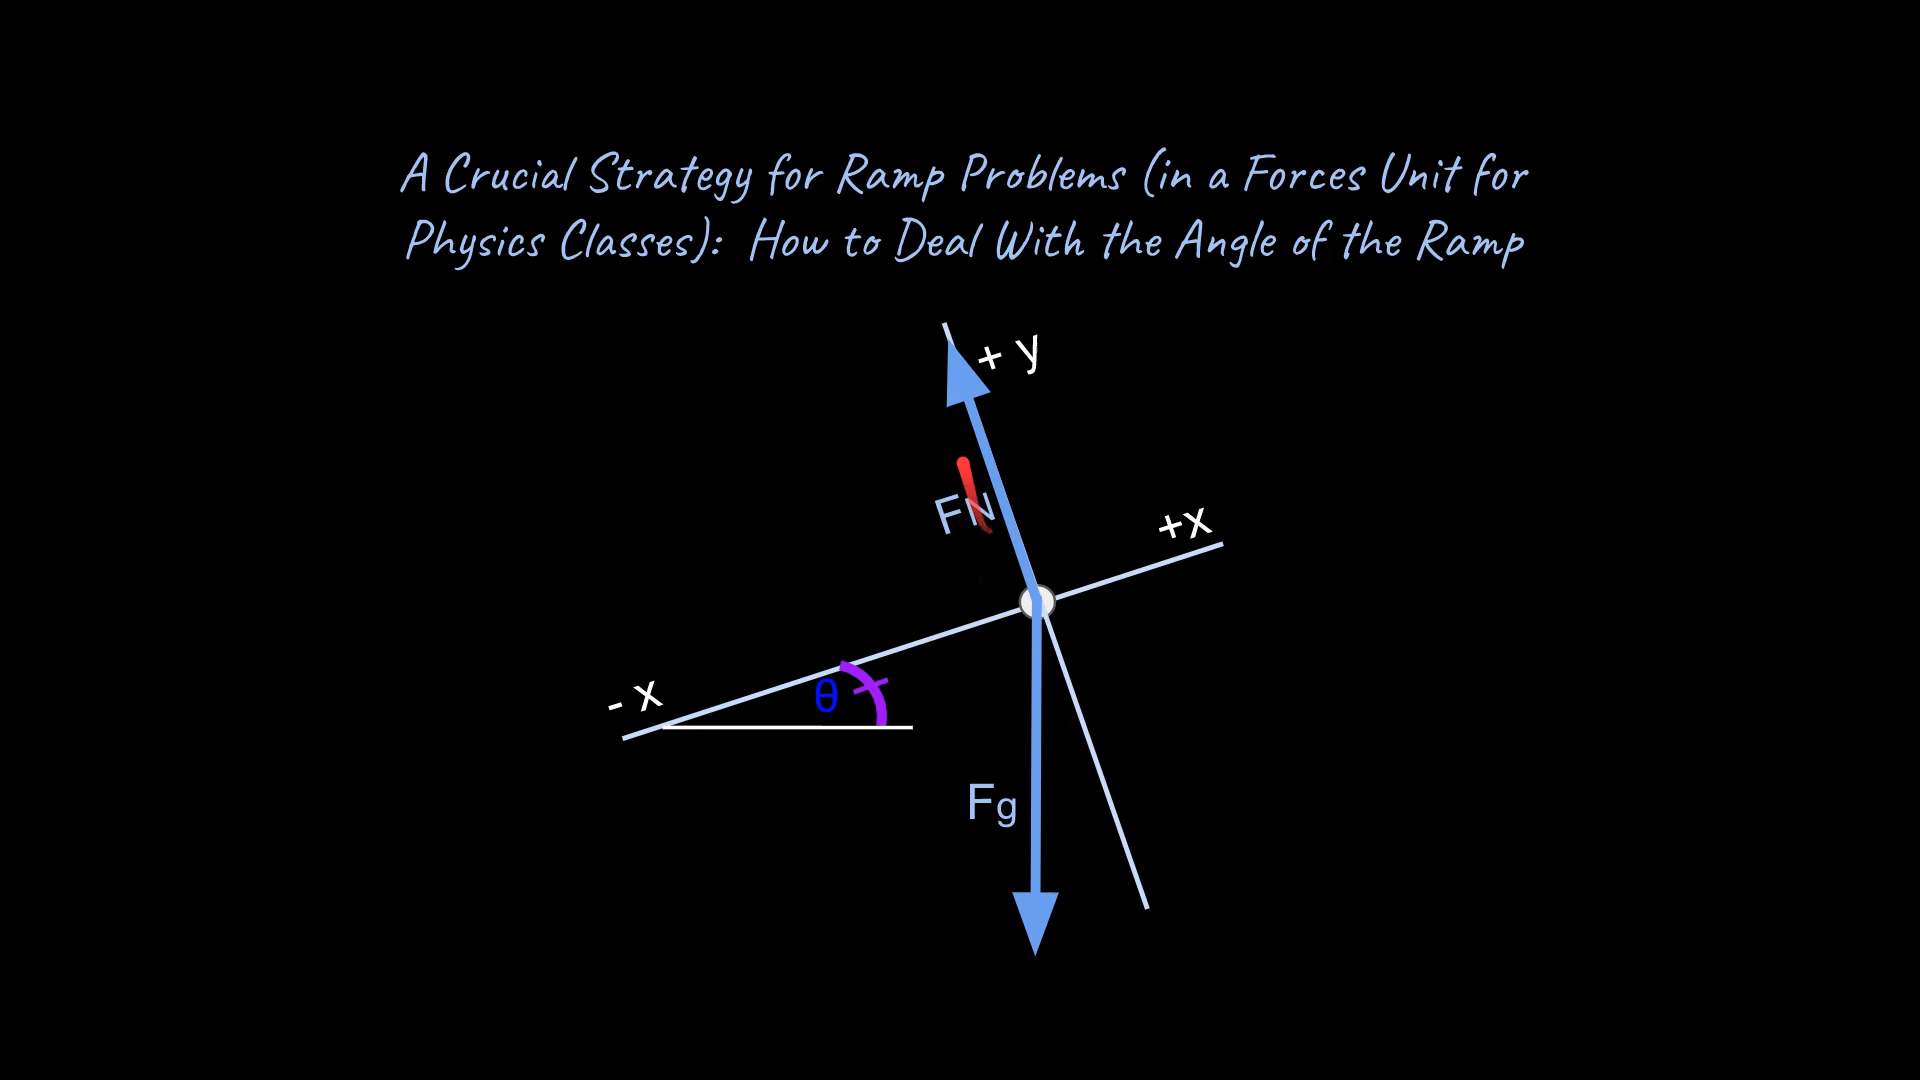 A Crucial Strategy for Ramp Problems (in a Forces Unit for
Physics Classes): How to Deal With the Angle of the Ramp
+ y
FN
+x
- x
θ
Fg